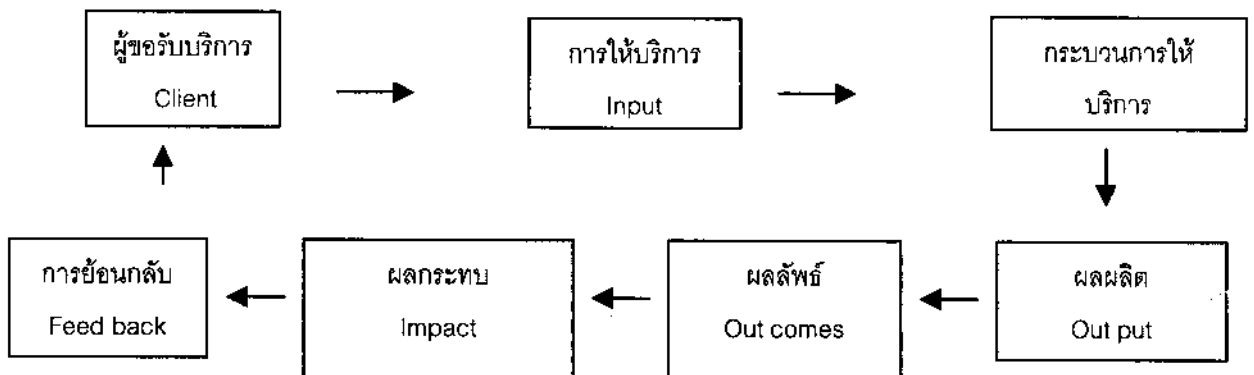 ผู้ขอรับบริการ
Client
การให้บริการ
Input
กระบวนการให้
บริการ
การย้อนกลับ
Feed back
ผลกระทบ
Impact
ผลลัพธ์
Out comes
ผลผลิต
Out put